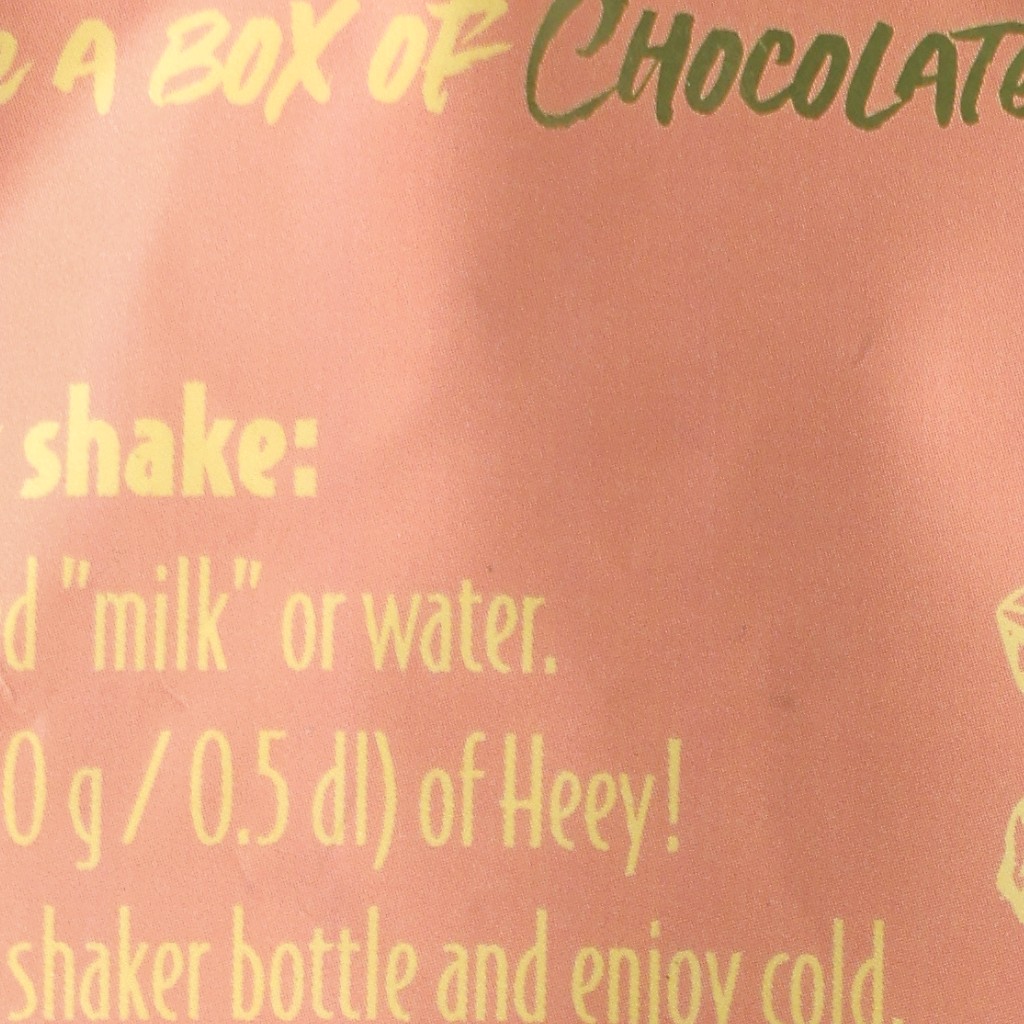 A BOX OF CHOCOLATE
shake:
"milk" or water.
0 g / 0.5 dl) of Heey!
shaker bottle and enjoy cold.